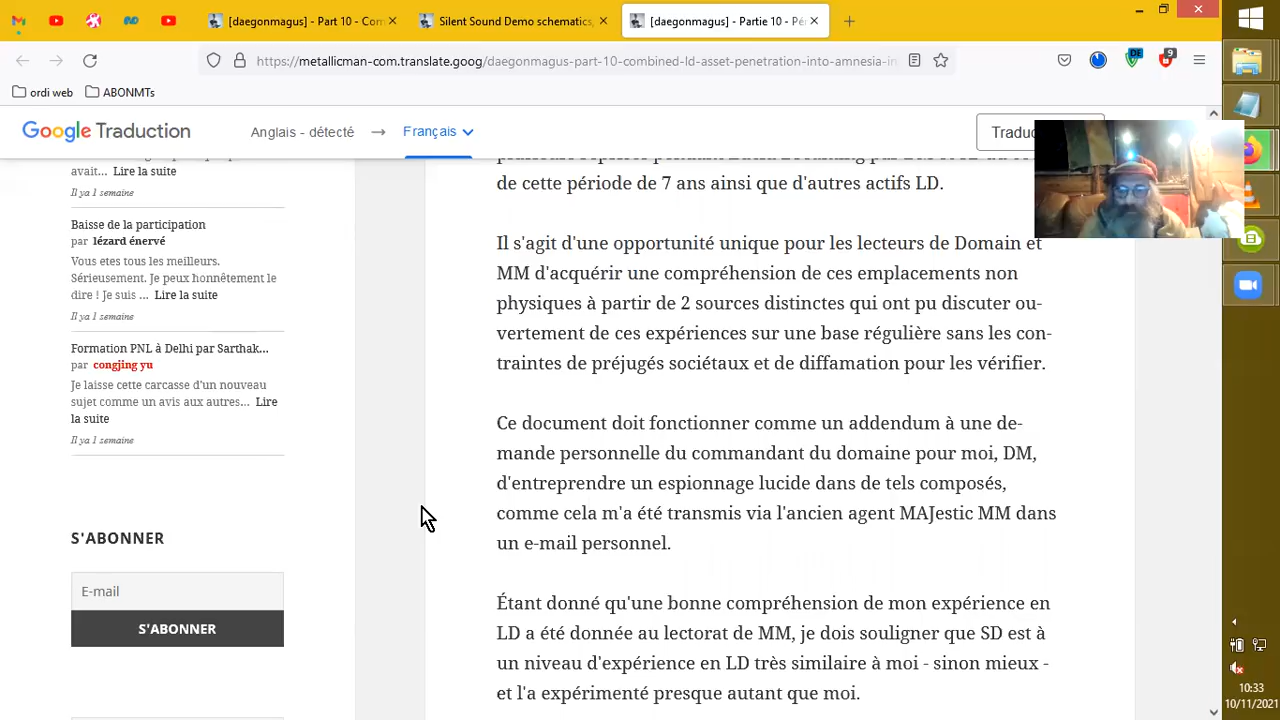 [daegonmagus] - Part 10 - Com
Silent Sound Demo schematics,
[daegonmagus] - Partie 10 - Pé
https://metallicman-com.translate.goog/daegonmagus-part-10-combined-ld-asset-penetration-into-amnesia-in
DE
9
ordi web
ABONMTs
Google Traduction
Anglais - détecté
Français
Traduc
avait... Lire la suite
Il y a 1 semaine
Baisse de la participation
par lézard énervé
Vous etes tous les meilleurs.
Sérieusement. Je peux honnêtement le
dire ! Je suis ... Lire la suite
Il y a 1 semaine
Formation PNL à Delhi par Sarthak...
par congjing yu
Je laisse cette carcasse d'un nouveau
sujet comme un avis aux autres... Lire
la suite
Il y a 1 semaine
S'ABONNER
E-mail
S'ABONNER
de cette période de 7 ans ainsi que d'autres actifs LD.
Il s'agit d'une opportunité unique pour les lecteurs de Domain et
MM d'acquérir une compréhension de ces emplacements non
physiques à partir de 2 sources distinctes qui ont pu discuter ou-
vertement de ces expériences sur une base régulière sans les con-
traintes de préjugés sociétaux et de diffamation pour les vérifier.
Ce document doit fonctionner comme un addendum à une de-
mande personnelle du commandant du domaine pour moi, DM,
d'entreprendre un espionnage lucide dans de tels composés,
comme cela m'a été transmis via l'ancien agent MAJestic MM dans
un e-mail personnel.
Étant donné qu'une bonne compréhension de mon expérience en
LD a été donnée au lectorat de MM, je dois souligner que SD est à
un niveau d'expérience en LD très similaire à moi - sinon mieux -
et l'a expérimenté presque autant que moi.
10:33
10/11/2021